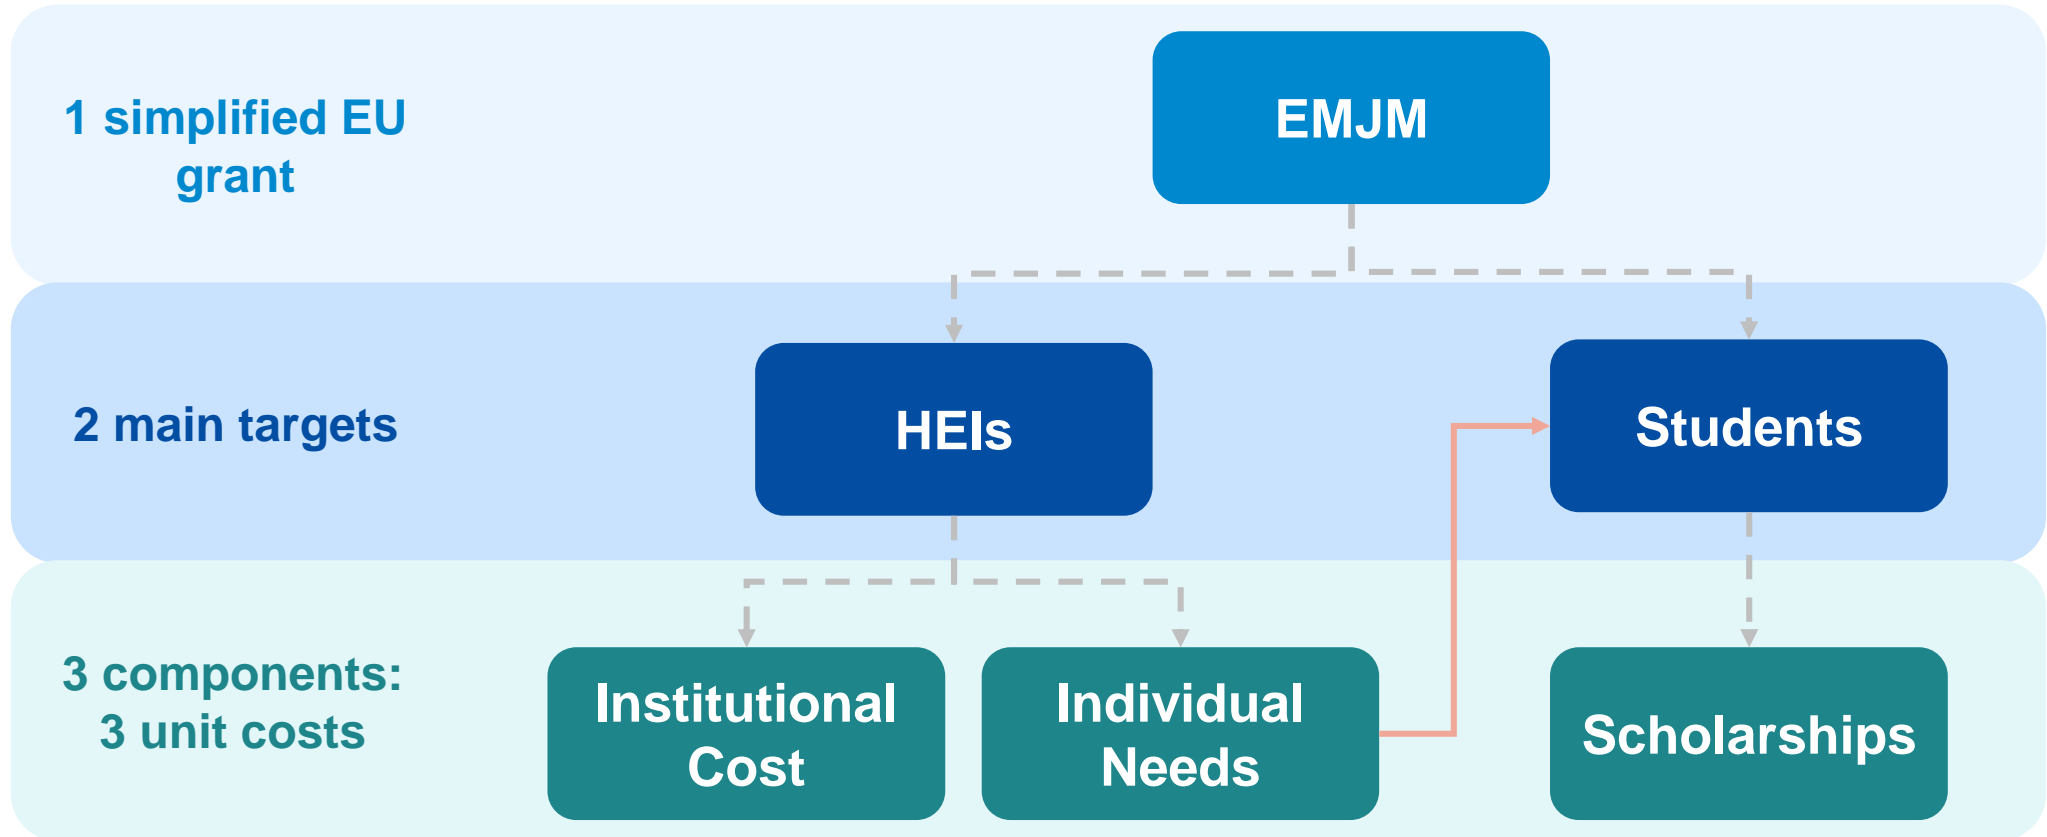 1 simplified EU
grant
EMJM
2 main targets
HEIs
Students
3 components:
3 unit costs
Institutional
Cost
Individual
Needs
Scholarships